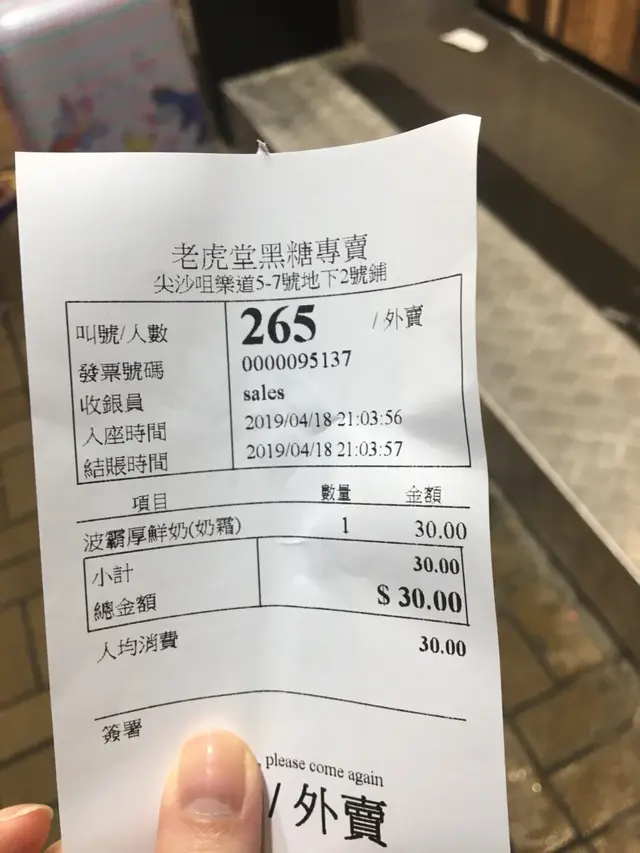 老虎堂黑糖專賣
尖沙咀樂道5-7號地下2號鋪
叫號/人數 265 /外賣
發票號碼 0000095137
收銀員 sales
入座時間 2019/04/18 21:03:56
結賬時間 2019/04/18 21:03:57
項目 數量 金額
波霸厚鮮奶(奶霜) 1 30.00
小計 30.00
總金額 $ 30.00
人均消費 30.00
簽署
, please come again
/ 外賣